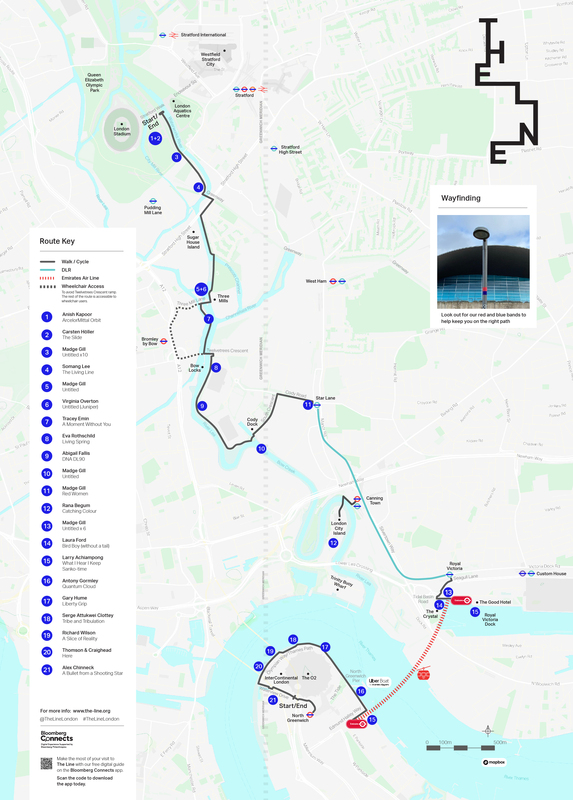 THE
LINE
Stratford International
Westfield
Stratford
City
Queen
Elizabeth
Olympic
Park
London
Aquatics
Centre
Stratford
London
Stadium
Start/
End
1+2
3
Stratford
High Street
4
Pudding
Mill Lane
Sugar
House
Island
Wayfinding
Look out for our red and blue bands to
help keep you on the right path
Route Key
Walk / Cycle
DLR
Emirates Air Line
Wheelchair Access
To avoid Twelvetrees Crescent ramp.
The rest of the route is accessible to
wheelchair users.
1 Anish Kapoor
ArcelorMittal Orbit
2 Carsten Höller
The Slide
3 Madge Gill
Untitled x10
4 Somang Lee
The Living Line
5 Madge Gill
Untitled
6 Virginia Overton
Untitled (Juniper)
7 Tracey Emin
A Moment Without You
8 Eva Rothschild
Living Spring
9 Abigail Fallis
DNA DL90
10 Madge Gill
Untitled
11 Madge Gill
Red Women
12 Rana Begum
Catching Colour
13 Madge Gill
Untitled x 6
14 Laura Ford
Bird Boy (without a tail)
15 Larry Achiampong
What I Hear I Keep
Sanko-time
16 Antony Gormley
Quantum Cloud
17 Gary Hume
Liberty Grip
18 Serge Attukwei Clottey
Tribe and Tribulation
19 Richard Wilson
A Slice of Reality
20 Thomson & Craighead
Here
21 Alex Chinneck
A Bullet from a Shooting Star
For more info: www.the-line.org
@TheLineLondon #TheLineLondon
Bloomberg
Connects
Make the most of your visit to
The Line with our free digital guide
on the Bloomberg Connects app.
Scan the code to download
the app today.
West Ham
5+6
Three
Mills
Three Mill Lane
7
Bromley
by Bow
Twelvetrees Crescent
Bow
Locks
8
9
Cody
Dock
10
11
Star Lane
Canning
Town
London
City
Island
12
Trinity Buoy
Wharf
Royal
Victoria
Custom House
13
14
The
Crystal
The Good Hotel
15
Royal
Victoria
Dock
17
18
19
20
21
InterContinental
London
The O2
Start/End
North
Greenwich
North
Greenwich
Pier
Uber Boat
16
15
0
100m
500m
mapbox